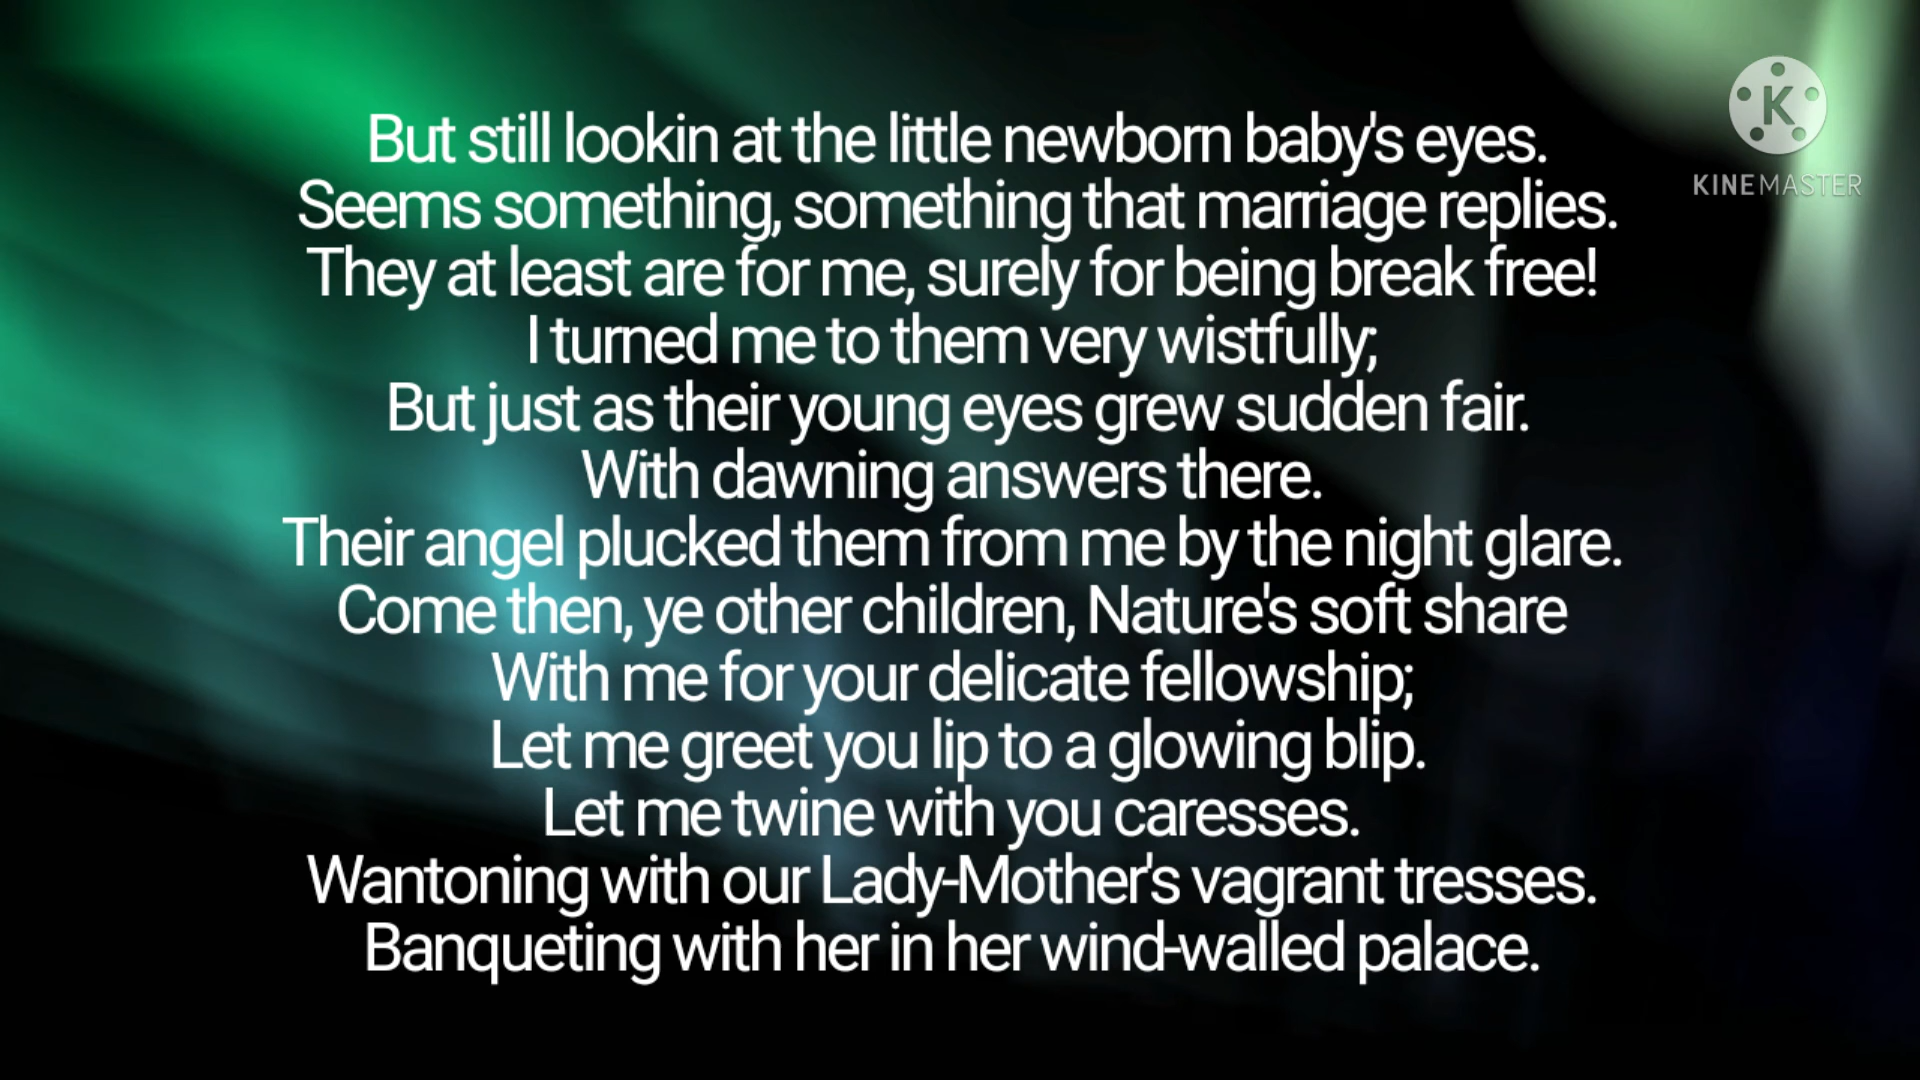 But still lookin at the little newborn baby's eyes.
Seems something, something that marriage replies.
They at least are for me, surely for being break free!
I turned me to them very wistfully;
But just as their young eyes grew sudden fair.
With dawning answers there.
Their angel plucked them from me by the night glare.
Come then, ye other children, Nature's soft share
With me for your delicate fellowship;
Let me greet you lip to a glowing blip.
Let me twine with you caresses.
Wantoning with our Lady-Mother's vagrant tresses.
Banqueting with her in her wind-walled palace.
K
KINEMASTER